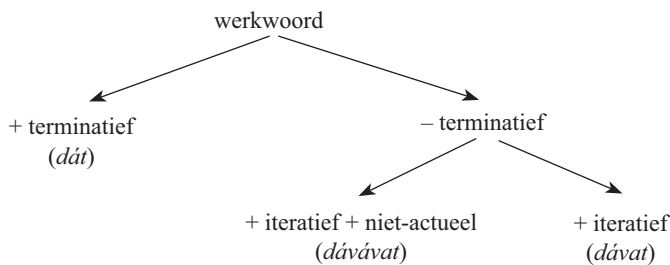 werkwoord
+ terminatief
(dát)
– terminatief
+ iteratief + niet-actueel
(dávávat)
+ iteratief
(dávat)